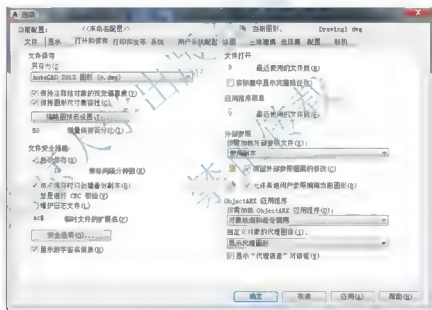 选项
当前配置: <<未命名配置>> 当前图形: Drawing1.dwg
文件 显示 打开和保存 打印和发布 系统 用户系统配置 绘图 三维建模 选择集 配置 联机
文件保存
另存为(S):
AutoCAD 2013 图形 (*.dwg)
保持注释性对象的视觉逼真度(Y)
保持图形尺寸兼容性(C)
缩略图预览设置(G)...
50 增量保存百分比(I)
文件安全措施
自动保存(U)
10 保存间隔分钟数(M)
每次保存时均创建备份副本(B)
总是进行 CRC 校验(F)
维护日志文件(L)
ac$ 临时文件的扩展名(P)
安全选项(O)...
显示数字签名信息(E)
文件打开
9 最近使用的文件数(N)
在标题中显示完整路径(H)
应用程序菜单
9 最近使用的文件数
外部参照
按需加载外部参照文件(X):
使用副本
保留外部参照图层的修改(C)
允许其他用户参照编辑当前图形(R)
ObjectARX 应用程序
按需加载 ObjectARX 应用程序(D):
对象检测和命令调用
自定义对象的代理图像(J):
显示代理图形
显示“代理信息”对话框(W)
确定 取消 应用(A) 帮助(H)